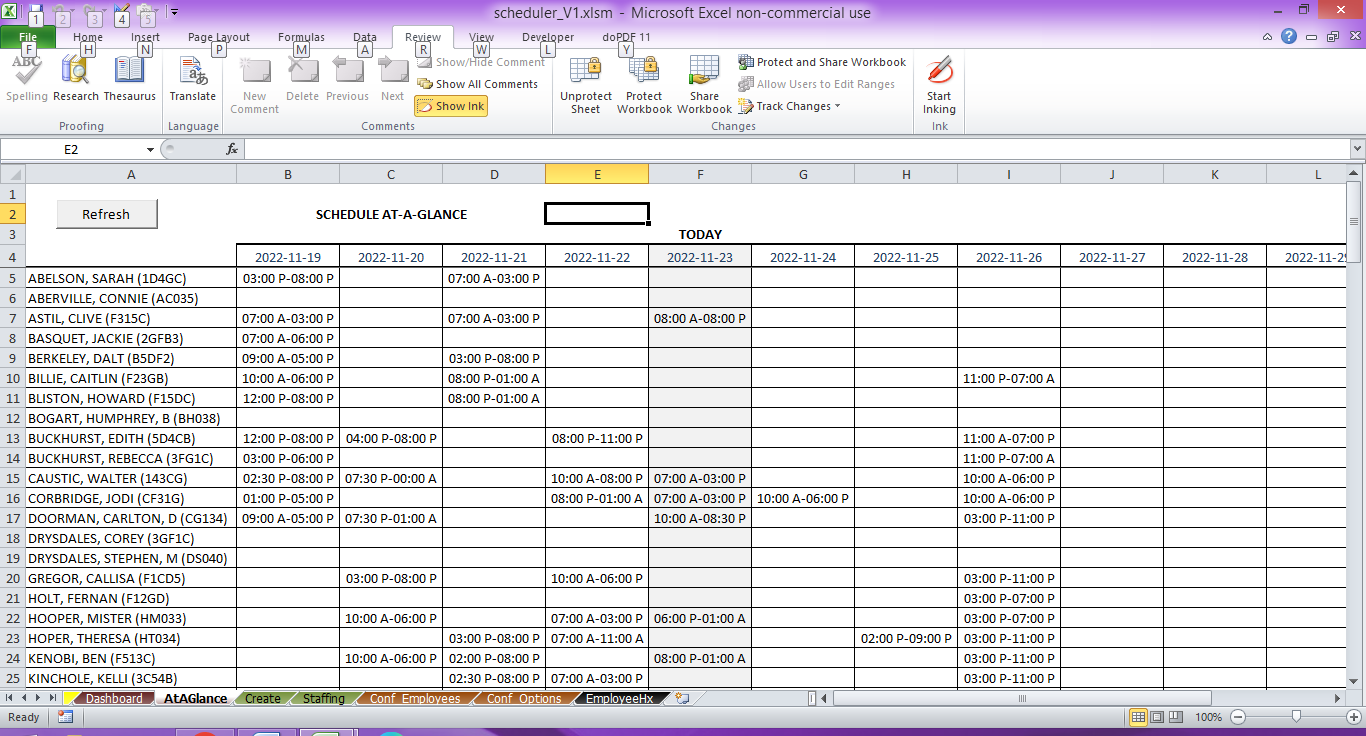 1 2 3 4 5
scheduler_V1.xlsm - Microsoft Excel non-commercial use
File Home Insert Page Layout Formulas Data Review View Developer doPDF 11
F H N P M A R W L Y
ABC
Spelling Research Thesaurus Translate New Comment Delete Previous Next
Show/Hide Comment
Show All Comments
Show Ink
Unprotect Sheet Protect Workbook Share Workbook
Protect and Share Workbook
Allow Users to Edit Ranges
Track Changes
Start Inking
Proofing Language Comments Changes Ink
E2 fx
A B C D E F G H I J K L
1
2 Refresh SCHEDULE AT-A-GLANCE
3 TODAY
4 2022-11-19 2022-11-20 2022-11-21 2022-11-22 2022-11-23 2022-11-24 2022-11-25 2022-11-26 2022-11-27 2022-11-28 2022-11-29
5 ABELSON, SARAH (1D4GC) 03:00 P-08:00 P 07:00 A-03:00 P
6 ABERVILLE, CONNIE (AC035)
7 ASTIL, CLIVE (F315C) 07:00 A-03:00 P 07:00 A-03:00 P 08:00 A-08:00 P
8 BASQUET, JACKIE (2GFB3) 07:00 A-06:00 P
9 BERKELEY, DALT (B5DF2) 09:00 A-05:00 P 03:00 P-08:00 P
10 BILLIE, CAITLIN (F23GB) 10:00 A-06:00 P 08:00 P-01:00 A 11:00 P-07:00 A
11 BLISTON, HOWARD (F15DC) 12:00 P-08:00 P 08:00 P-01:00 A
12 BOGART, HUMPHREY, B (BH038)
13 BUCKHURST, EDITH (5D4CB) 12:00 P-08:00 P 04:00 P-08:00 P 08:00 P-11:00 P 11:00 A-07:00 P
14 BUCKHURST, REBECCA (3FG1C) 03:00 P-06:00 P 11:00 P-07:00 A
15 CAUSTIC, WALTER (143CG) 02:30 P-08:00 P 07:30 P-00:00 A 10:00 A-08:00 P 07:00 A-03:00 P 10:00 A-06:00 P
16 CORBRIDGE, JODI (CF31G) 01:00 P-05:00 P 08:00 P-01:00 A 07:00 A-03:00 P 10:00 A-06:00 P 10:00 A-06:00 P
17 DOORMAN, CARLTON, D (CG134) 09:00 A-05:00 P 07:30 P-01:00 A 10:00 A-08:30 P 03:00 P-11:00 P
18 DRYSDALES, COREY (3GF1C)
19 DRYSDALES, STEPHEN, M (DS040)
20 GREGOR, CALLISA (F1CD5) 03:00 P-08:00 P 10:00 A-06:00 P 03:00 P-11:00 P
21 HOLT, FERNAN (F12GD) 03:00 P-07:00 P
22 HOOPER, MISTER (HM033) 10:00 A-06:00 P 07:00 A-03:00 P 06:00 P-01:00 A 03:00 P-07:00 P
23 HOPER, THERESA (HT034) 03:00 P-08:00 P 07:00 A-11:00 A 02:00 P-09:00 P 03:00 P-11:00 P
24 KENOBI, BEN (F513C) 10:00 A-06:00 P 02:00 P-08:00 P 08:00 P-01:00 A 03:00 P-11:00 P
25 KINCHOLE, KELLI (3C54B) 02:30 P-08:00 P 07:00 A-03:00 P 03:00 P-11:00 P
Dashboard AtAGlance Create Staffing Conf_Employees Conf_Options EmployeeHx
Ready 100%